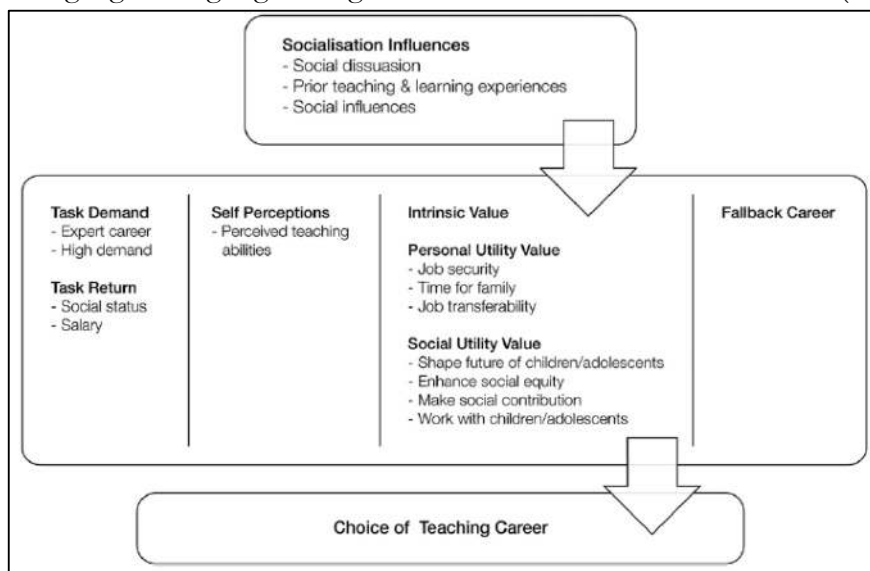 Socialisation Influences
- Social dissuasion
- Prior teaching & learning experiences
- Social influences
Task Demand
- Expert career
- High demand
Task Return
- Social status
- Salary
Self Perceptions
- Perceived teaching
abilities
Intrinsic Value
Personal Utility Value
- Job security
- Time for family
- Job transferability
Social Utility Value
- Shape future of children/adolescents
- Enhance social equity
- Make social contribution
- Work with children/adolescents
Fallback Career
Choice of Teaching Career